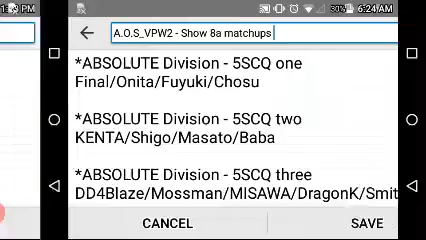 30% 6:24 AM
A.O.S_VPW2 - Show 8a matchups
*ABSOLUTE Division - 5SCQ one
Final/Onita/Fuyuki/Chosu
*ABSOLUTE Division - 5SCQ two
KENTA/Shigo/Masato/Baba
*ABSOLUTE Division - 5SCQ three
DD4Blaze/Mossman/MISAWA/DragonK/Smit
CANCEL
SAVE